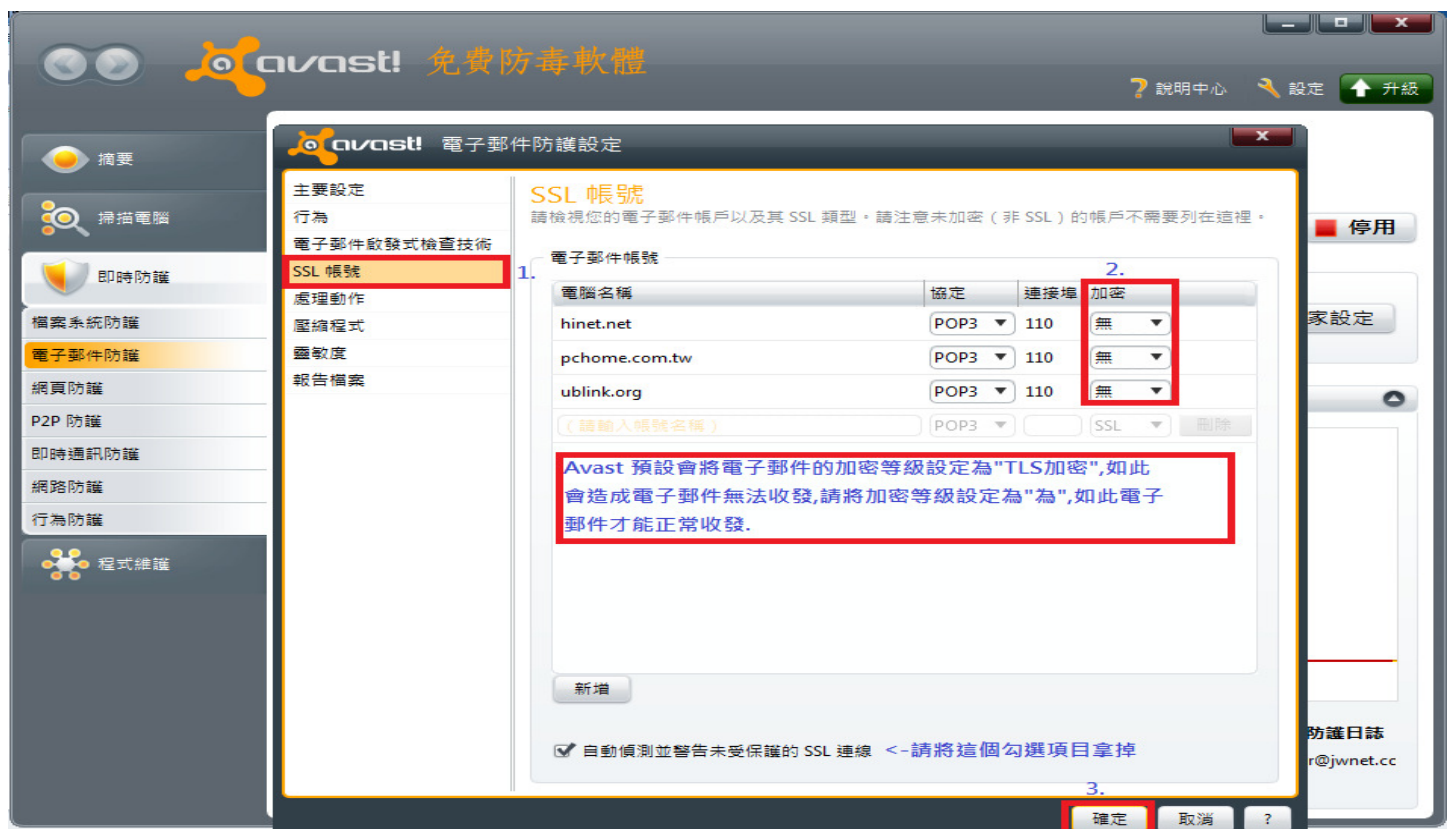 avast! 免費防毒軟體
說明中心 設定 升級
摘要
掃描電腦
即時防護
檔案系統防護
電子郵件防護
網頁防護
P2P 防護
即時通訊防護
網路防護
行為防護
程式維護
avast! 電子郵件防護設定
主要設定
行為
電子郵件啟發式檢查技術
SSL 帳號
處理動作
壓縮程式
靈敏度
報告檔案
1.
SSL 帳號
請檢視您的電子郵件帳戶以及其 SSL 類型。請注意未加密（非 SSL）的帳戶不需要列在這裡。
電子郵件帳號
2.
電腦名稱 協定 連接埠 加密
hinet.net POP3 110 無
pchome.com.tw POP3 110 無
ublink.org POP3 110 無
（請輸入帳號名稱） POP3 SSL 刪除
Avast 預設會將電子郵件的加密等級設定為"TLS加密",如此
會造成電子郵件無法收發,請將加密等級設定為"為",如此電子
郵件才能正常收發.
新增
自動偵測並警告未受保護的 SSL 連線 <-請將這個勾選項目拿掉
3.
確定 取消 ?
停用
家設定
防護日誌
r@jwnet.cc